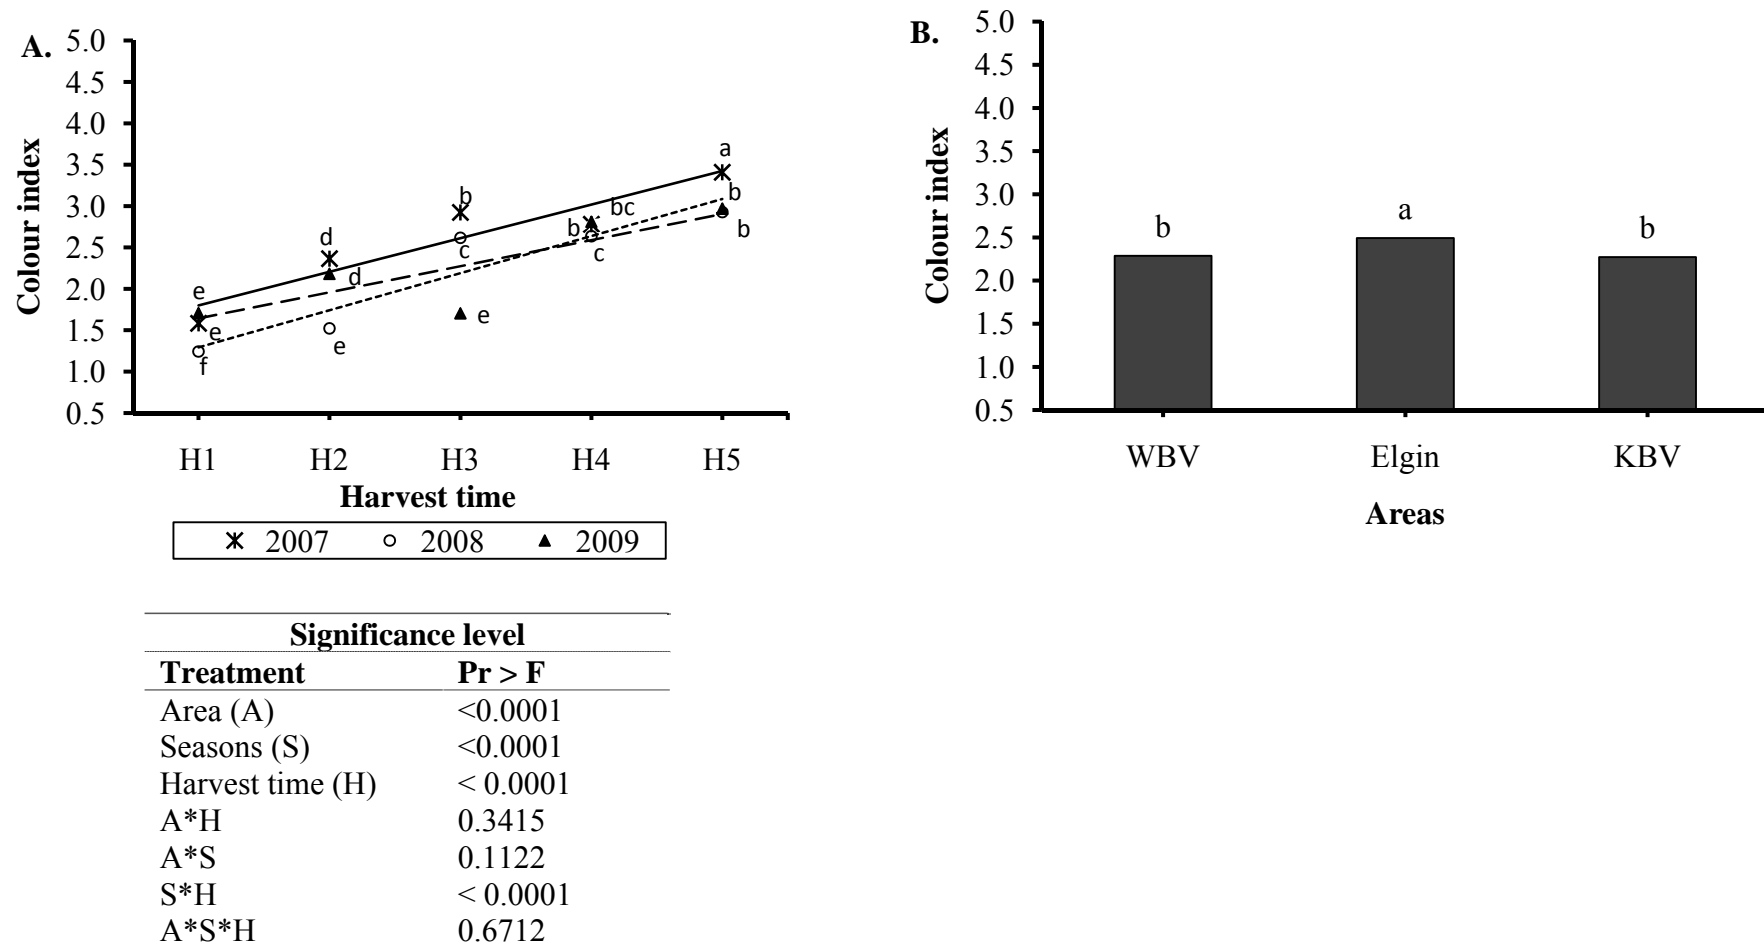 A.
5.0
4.5
4.0
3.5
3.0
2.5
2.0
1.5
1.0
0.5
Colour index
e
e
f
d
d
e
b
c
e
bc
b
c
a
b
b
H1 H2 H3 H4 H5
Harvest time
2007 2008 2009
B.
5.0
4.5
4.0
3.5
3.0
2.5
2.0
1.5
1.0
0.5
Colour index
b a b
WBV Elgin KBV
Areas
Significance level
Treatment Pr > F
Area (A) <0.0001
Seasons (S) <0.0001
Harvest time (H) < 0.0001
A*H 0.3415
A*S 0.1122
S*H < 0.0001
A*S*H 0.6712